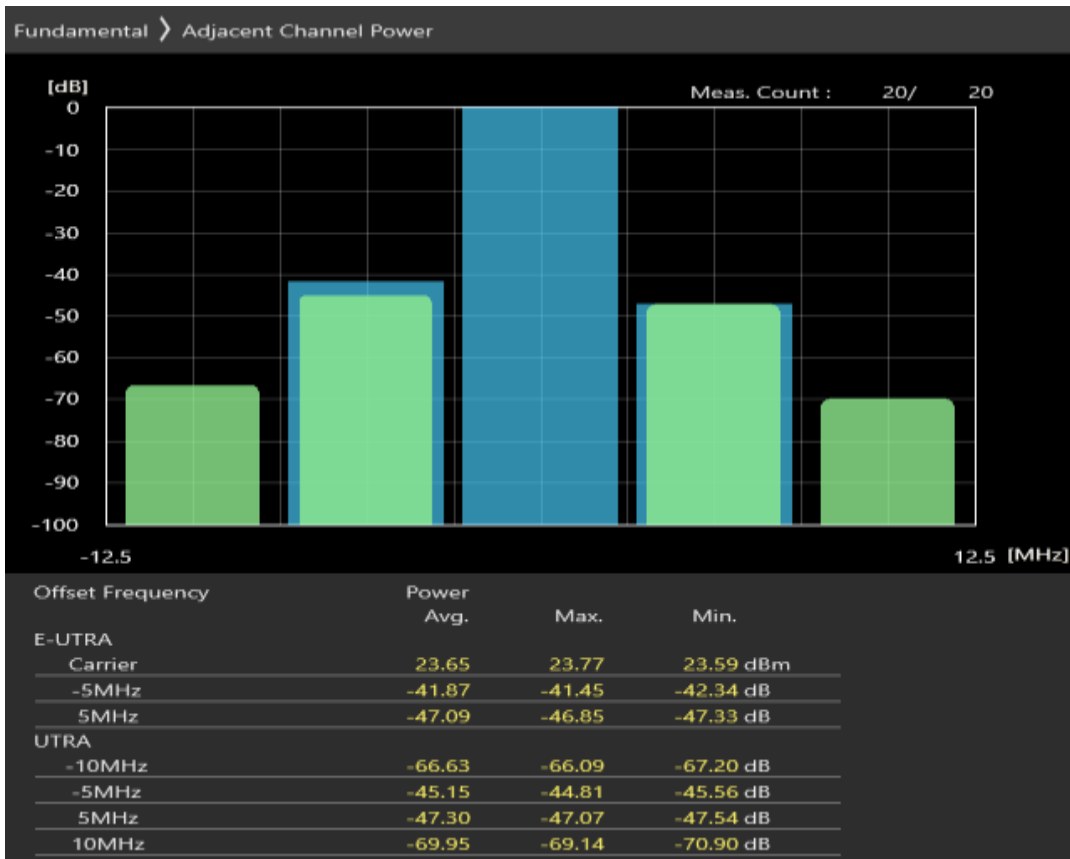 Fundamental 〉 Adjacent Channel Power
[dB]
Meas. Count : 20/ 20
0
-10
-20
-30
-40
-50
-60
-70
-80
-90
-100
-12.5 12.5 [MHz]
Offset Frequency Power
Avg. Max. Min.
E-UTRA
Carrier 23.65 23.77 23.59 dBm
-5MHz -41.87 -41.45 -42.34 dB
5MHz -47.09 -46.85 -47.33 dB
UTRA
-10MHz -66.63 -66.09 -67.20 dB
-5MHz -45.15 -44.81 -45.56 dB
5MHz -47.30 -47.07 -47.54 dB
10MHz -69.95 -69.14 -70.90 dB